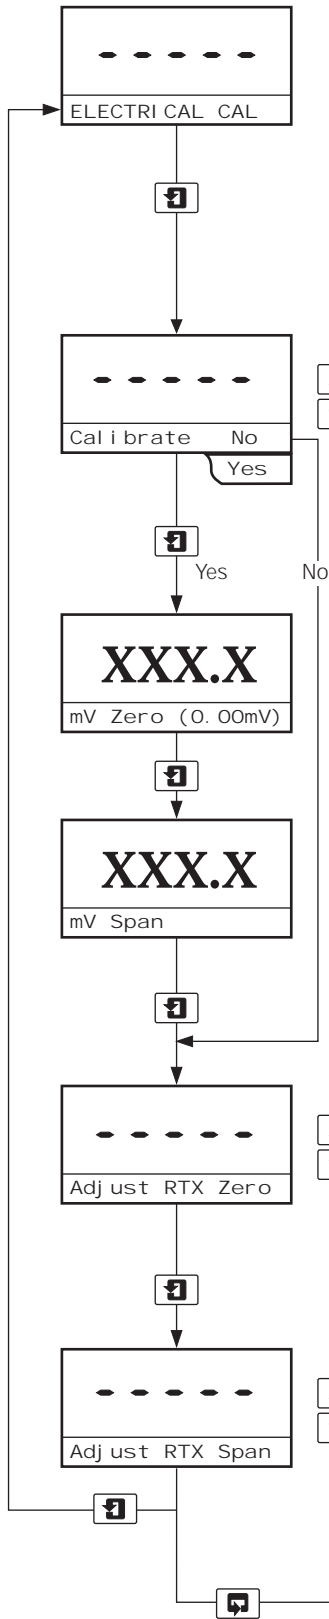 - - - - -
ELECTRICAL CAL
- - - - -
Calibrate No
Yes
Yes
No
XXX.X
mV Zero (0.00mV)
XXX.X
mV Span
- - - - -
Adjust RTX Zero
- - - - -
Adjust RTX Span